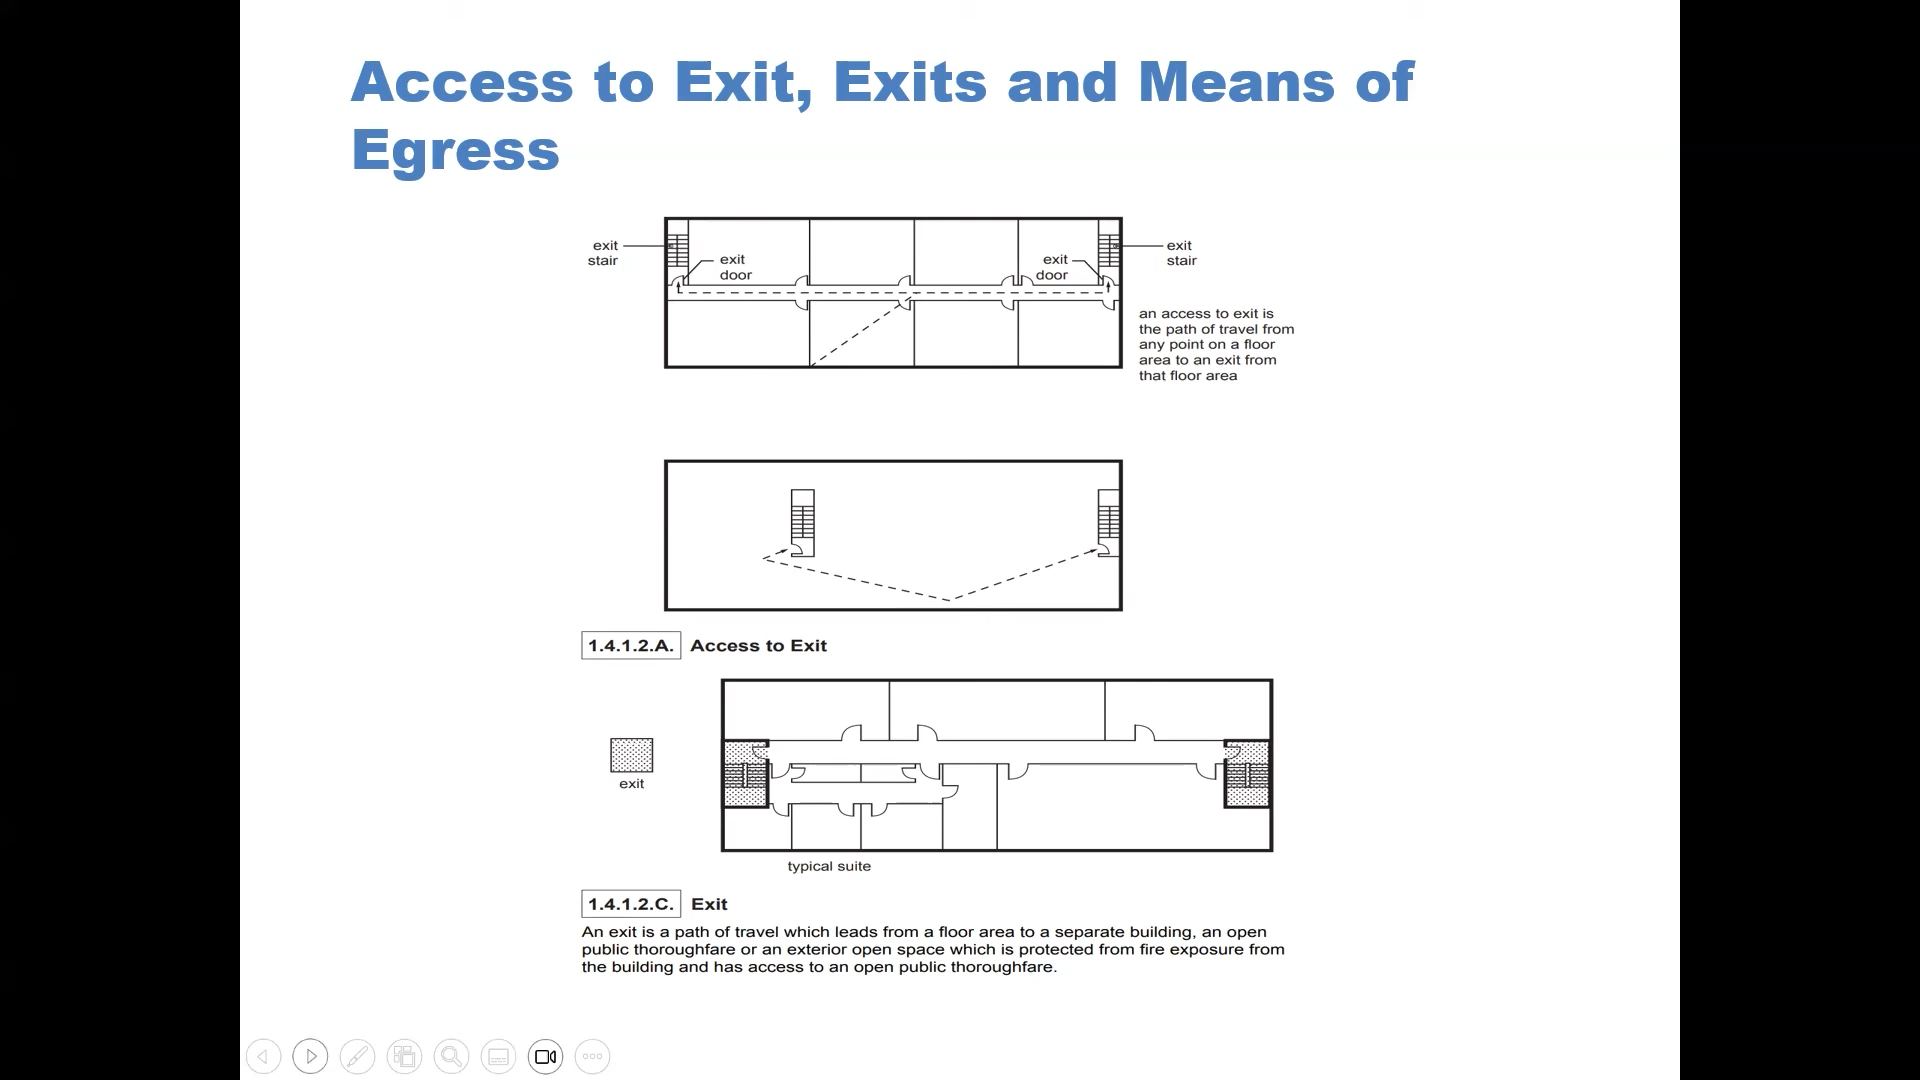 Access to Exit, Exits and Means of
Egress
exit
stair
exit
door
exit
door
exit
stair
an access to exit is
the path of travel from
any point on a floor
area to an exit from
that floor area
1.4.1.2.A. Access to Exit
exit
typical suite
1.4.1.2.C. Exit
An exit is a path of travel which leads from a floor area to a separate building, an open
public thoroughfare or an exterior open space which is protected from fire exposure from
the building and has access to an open public thoroughfare.